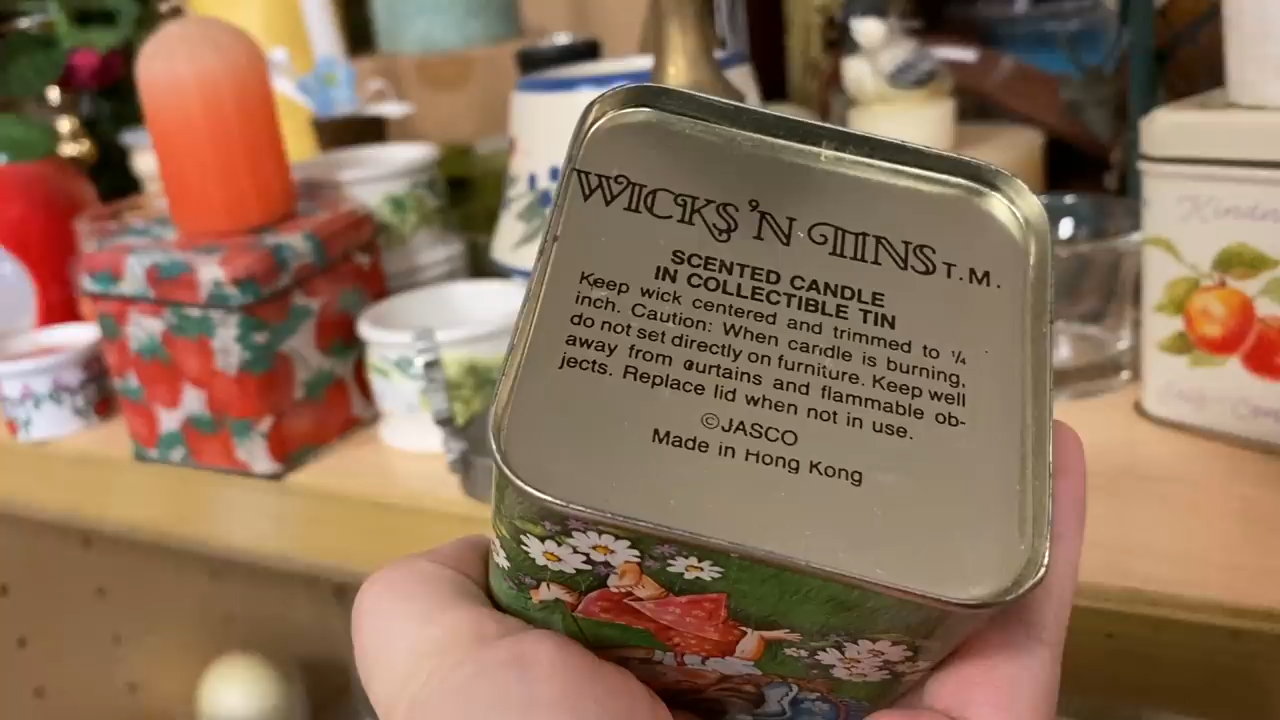 WICKS 'N TINS T.M.
SCENTED CANDLE
IN COLLECTIBLE TIN
Keep wick centered and trimmed to ¼
inch. Caution: When candle is burning,
do not set directly on furniture. Keep well
away from curtains and flammable ob-
jects. Replace lid when not in use.
©JASCO
Made in Hong Kong